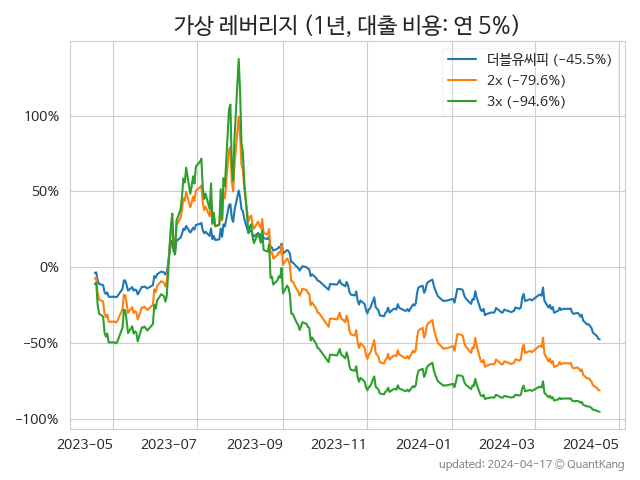 가상 레버리지 (1년, 대출 비용: 연 5%)
더블유씨피 (−45.5%)
2x (−79.6%)
3x (−94.6%)
100%
50%
0%
−50%
−100%
2023-05 2023-07 2023-09 2023-11 2024-01 2024-03 2024-05
updated: 2024-04-17 © QuantKang